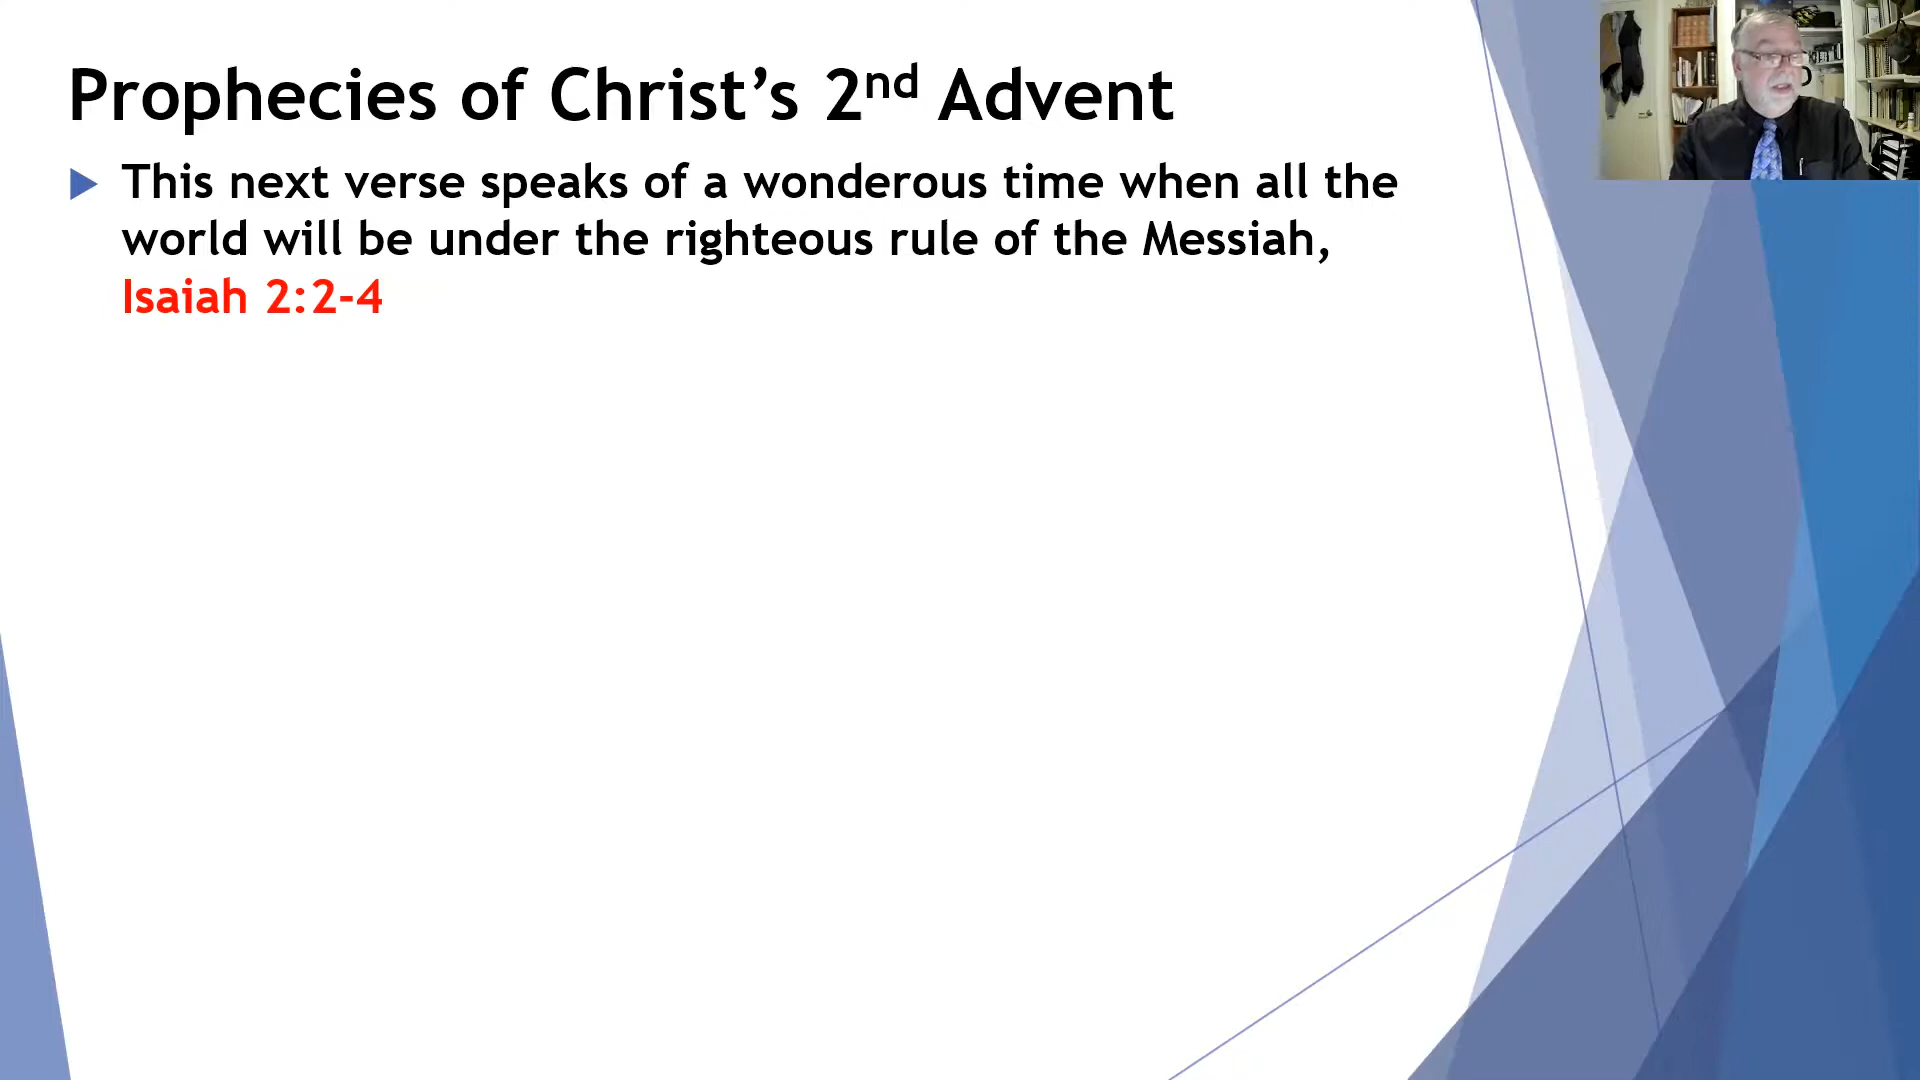 Prophecies of Christ’s 2nd Advent
This next verse speaks of a wonderous time when all the
world will be under the righteous rule of the Messiah,
Isaiah 2:2-4